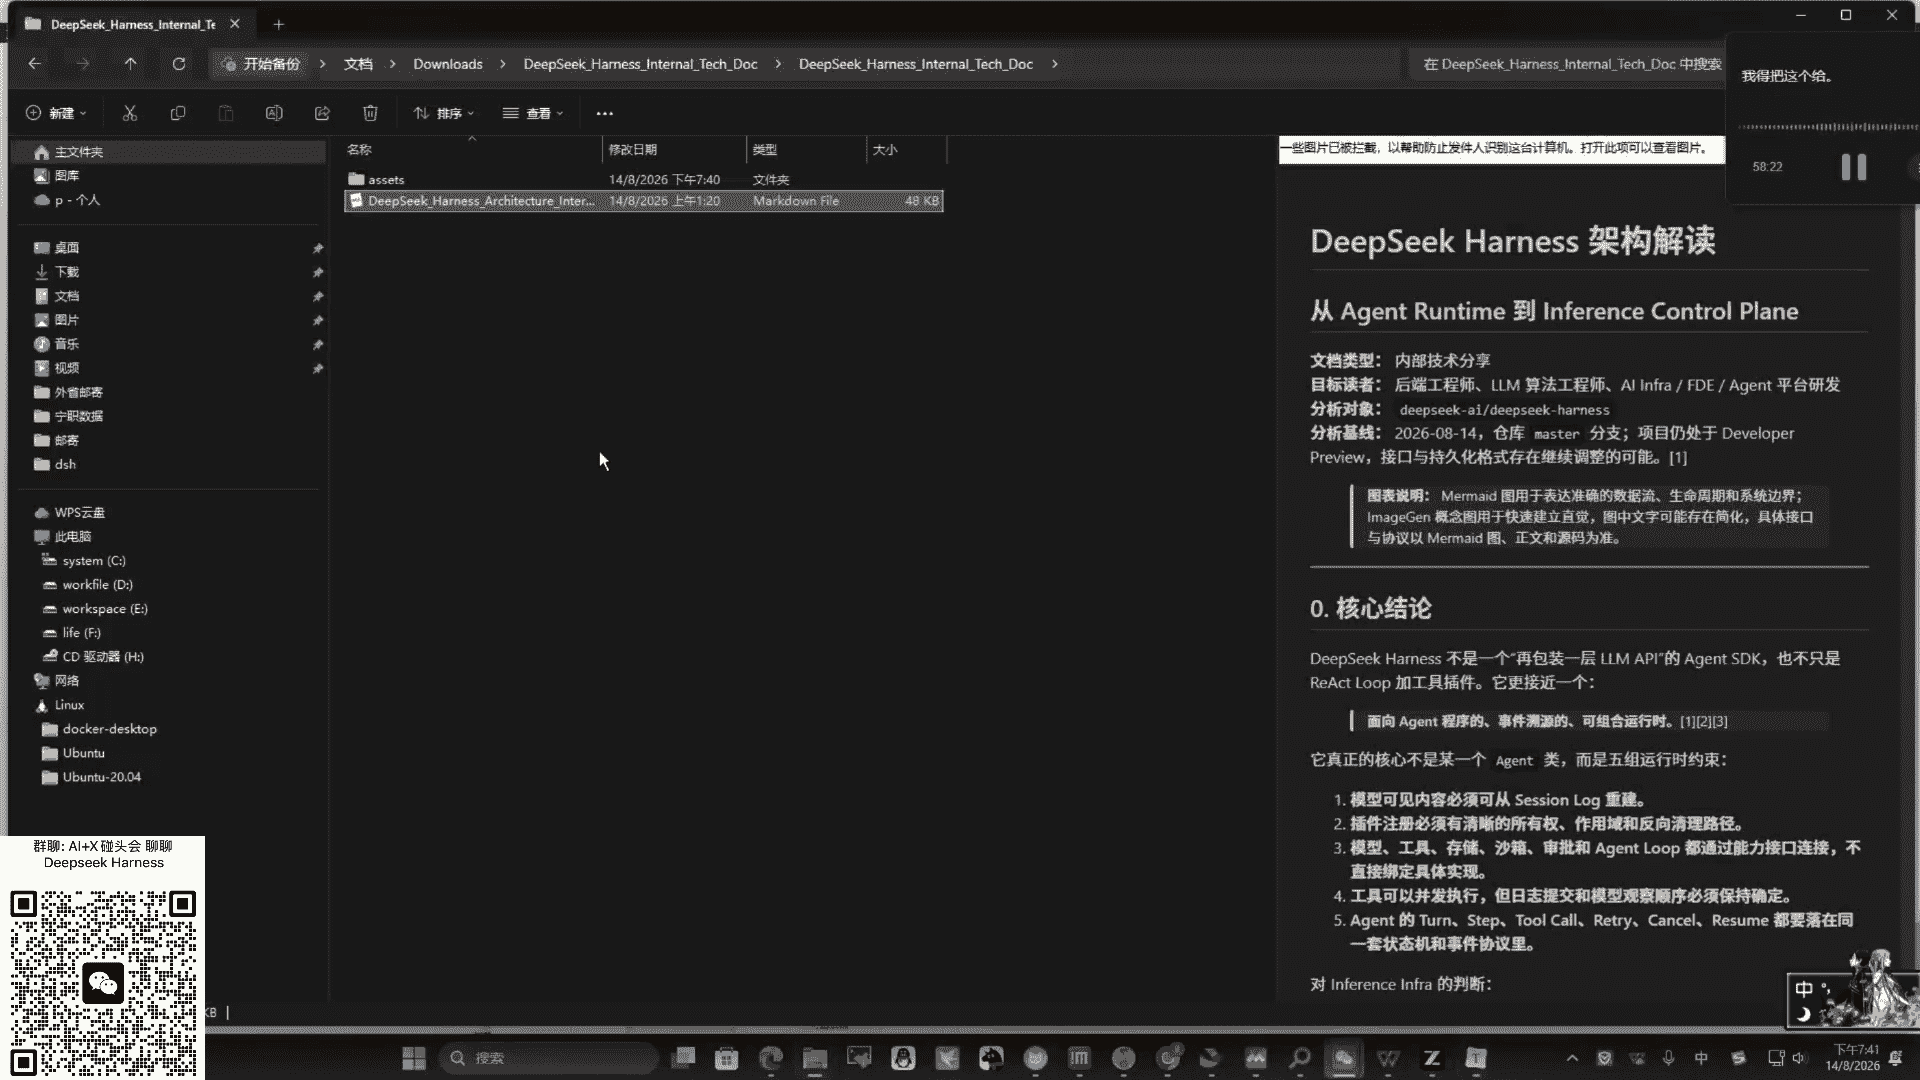 DeepSeek_Harness_Internal_Te
开始备份
文档
Downloads
DeepSeek_Harness_Internal_Tech_Doc
DeepSeek_Harness_Internal_Tech_Doc
在 DeepSeek_Harness_Internal_Tech_Doc 中搜索
我得把这个给。
58:22
新建
排序
查看
主文件夹
图库
p - 个人
桌面
下载
文档
图片
音乐
视频
外省邮寄
宁职数据
邮寄
dsh
WPS云盘
此电脑
system (C:)
workfile (D:)
workspace (E:)
life (F:)
CD 驱动器 (H:)
网络
Linux
docker-desktop
Ubuntu
Ubuntu-20.04
名称 修改日期 类型 大小
assets 14/8/2026 下午7:40 文件夹
DeepSeek_Harness_Architecture_Inter... 14/8/2026 上午1:20 Markdown File 48 KB
一些图片已被拦截，以帮助防止发件人识别这台计算机。打开此项可以查看图片。
DeepSeek Harness 架构解读
从 Agent Runtime 到 Inference Control Plane
文档类型： 内部技术分享
目标读者： 后端工程师、LLM 算法工程师、AI Infra / FDE / Agent 平台研发
分析对象： deepseek-ai/deepseek-harness
分析基线： 2026-08-14，仓库 master 分支；项目仍处于 Developer
Preview，接口与持久化格式存在继续调整的可能。[1]
图表说明： Mermaid 图用于表达准确的数据流、生命周期和系统边界；
ImageGen 概念图用于快速建立直觉，图中文字可能存在简化，具体接口
与协议以 Mermaid 图、正文和源码为准。
0. 核心结论
DeepSeek Harness 不是一个“再包装一层 LLM API”的 Agent SDK，也不只是
ReAct Loop 加工具插件。它更接近一个：
面向 Agent 程序的、事件溯源的、可组合运行时。[1][2][3]
它真正的核心不是某一个 Agent 类，而是五组运行时约束：
1. 模型可见内容必须可从 Session Log 重建。
2. 插件注册必须有清晰的所有权、作用域和反向清理路径。
3. 模型、工具、存储、沙箱、审批和 Agent Loop 都通过能力接口连接，不
直接绑定具体实现。
4. 工具可以并发执行，但日志提交和模型观察顺序必须保持确定。
5. Agent 的 Turn、Step、Tool Call、Retry、Cancel、Resume 都要落在同
一套状态机和事件协议里。
对 Inference Infra 的判断：
群聊: AI+X 碰头会 聊聊
Deepseek Harness
KB
中
搜索
中
下午7:41
14/8/2026